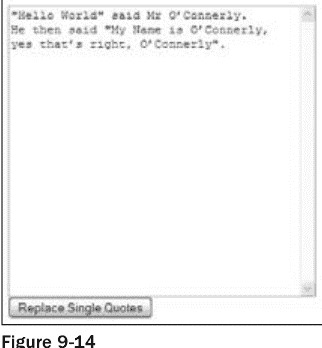 "Hello World" said Mr O'Connerly.
He then said "My Name is O'Connerly,
yes that's right, O'Connerly".
Replace Single Quotes
Figure 9-14